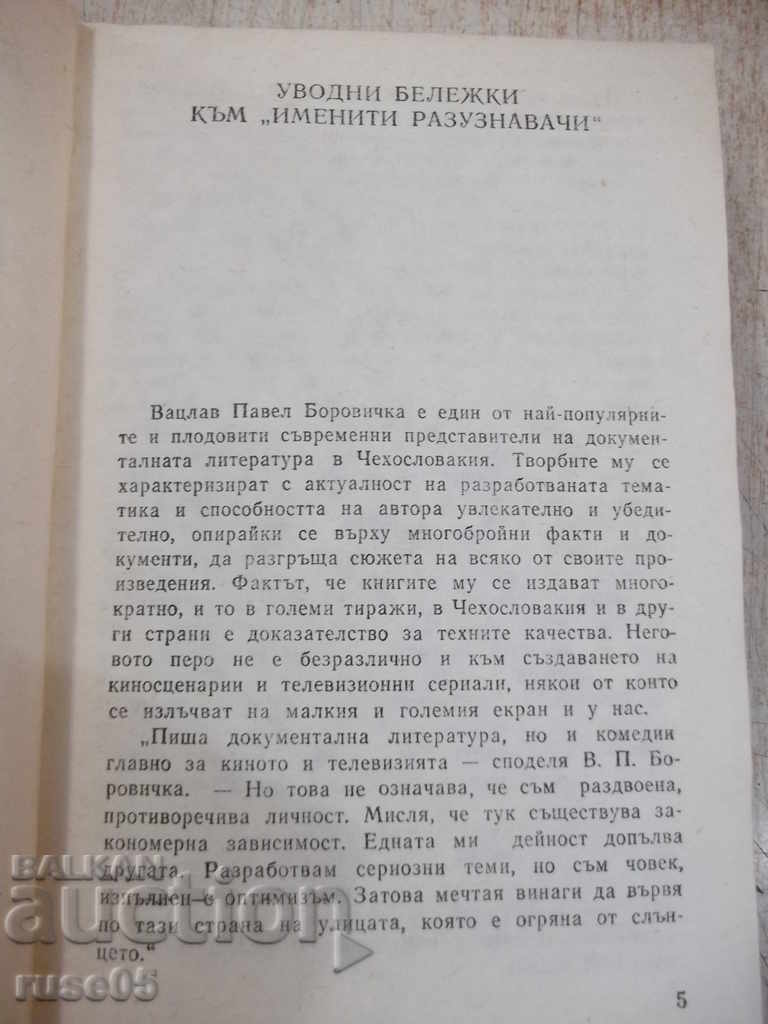 УВОДНИ БЕЛЕЖКИ
КЪМ „ИМЕНИТИ РАЗУЗНАВАЧИ“
Вацлав Павел Боровичка е един от най-популярни-
те и плодовити съвременни представители на докумен-
талната литература в Чехословакия. Творбите му се
характеризират с актуалност на разработваната тема-
тика и способността на автора увлекателно и убеди-
телно, опирайки се върху многобройни факти и до-
кументи, да разгръща сюжета на всяко от своите про-
изведения. Фактът, че книгите му се издават много-
кратно, и то в големи тиражи, в Чехословакия и в дру-
ги страни е доказателство за техните качества. Него-
вото перо не е безразлично и към създаването на
киносценарии и телевизионни сериали, някои от които
се излъчват на малкия и големия екран и у нас.
„Пиша документална литература, но и комедии
главно за киното и телевизията — споделя В. П. Бо-
ровичка. — Но това не означава, че съм раздвоена,
противоречива личност. Мисля, че тук съществува за-
кономерна зависимост. Едната ми дейност допълва
другата. Разработвам сериозни теми, но съм човек,
изпълнен с оптимизъм. Затова мечтая винаги да вървя
по тази страна на улицата, която е огряна от слън-
цето.“
BALKAN
auction
ruse05
5